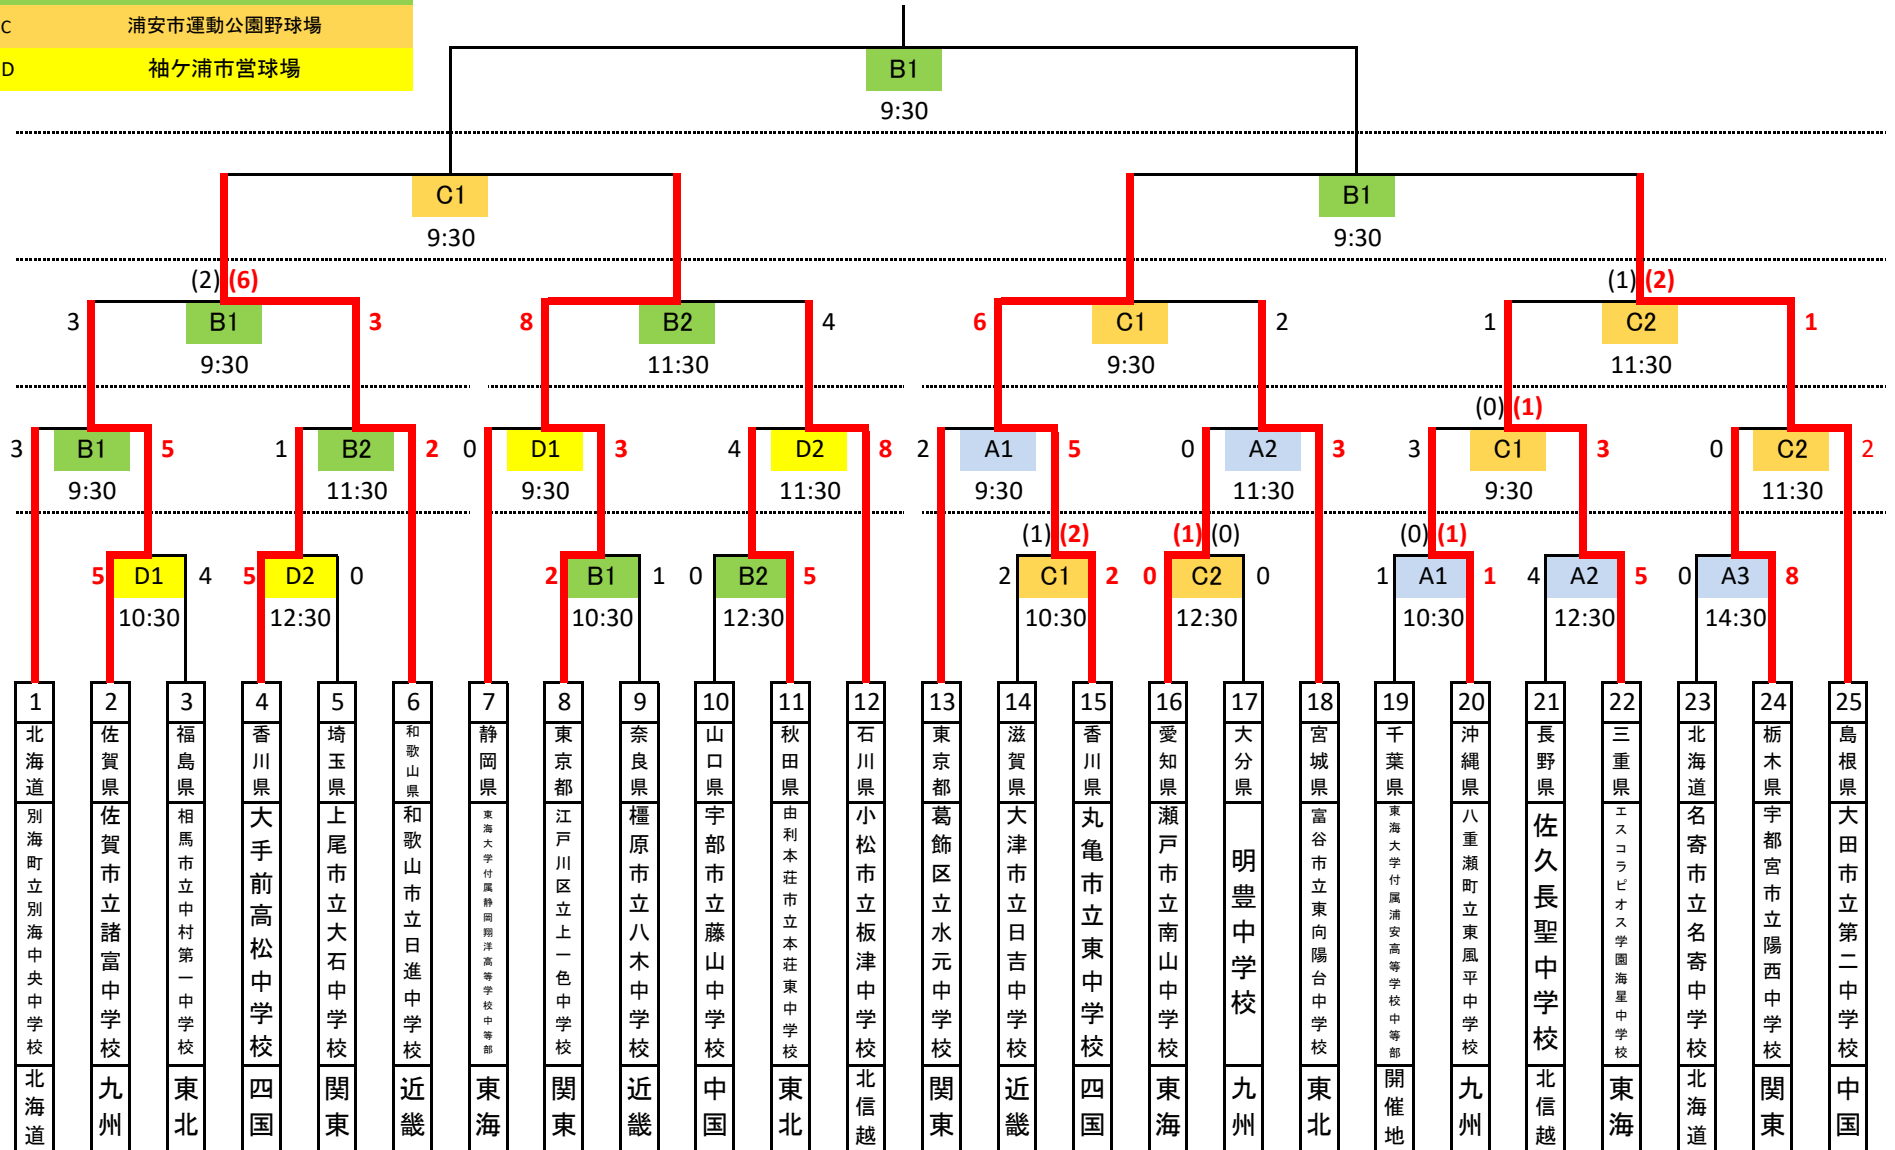 C 浦安市運動公園野球場
D 袖ケ浦市営球場
B1
9:30
C1 B1
9:30 9:30
(2) (6) (1) (2)
3 B1 3 8 B2 4 6 C1 2 1 C2 1
9:30 11:30 9:30 11:30
(0) (1)
3 B1 5 1 B2 2 0 D1 3 4 D2 8 2 A1 5 0 A2 3 3 C1 3 0 C2 2
9:30 11:30 9:30 11:30 9:30 11:30 9:30 11:30
(1) (2) (1) (0) (0) (1)
5 D1 4 5 D2 0 2 B1 1 0 B2 5 2 C1 2 0 C2 0 1 A1 1 4 A2 5 0 A3 8
10:30 12:30 10:30 12:30 10:30 12:30 10:30 12:30 14:30
1 北海道 別海町立別海中央中学校 北海道
2 佐賀県 佐賀市立諸富中学校 九州
3 福島県 相馬市立中村第一中学校 東北
4 香川県 大手前高松中学校 四国
5 埼玉県 上尾市立大石中学校 関東
6 和歌山県 和歌山市立日進中学校 近畿
7 静岡県 東海大学付属静岡翔洋高等学校中等部 東海
8 東京都 江戸川区立上一色中学校 関東
9 奈良県 橿原市立八木中学校 近畿
10 山口県 宇部市立藤山中学校 中国
11 秋田県 由利本荘市立本荘東中学校 東北
12 石川県 小松市立板津中学校 北信越
13 東京都 葛飾区立水元中学校 関東
14 滋賀県 大津市立日吉中学校 近畿
15 香川県 丸亀市立東中学校 四国
16 愛知県 瀬戸市立南山中学校 東海
17 大分県 明豊中学校 九州
18 宮城県 富谷市立東向陽台中学校 東北
19 千葉県 東海大学付属浦安高等学校中等部 開催地
20 沖縄県 八重瀬町立東風平中学校 九州
21 長野県 佐久長聖中学校 北信越
22 三重県 エスコラピオス学園海星中学校 東海
23 北海道 名寄市立名寄中学校 北海道
24 栃木県 宇都宮市立陽西中学校 関東
25 島根県 大田市立第二中学校 中国